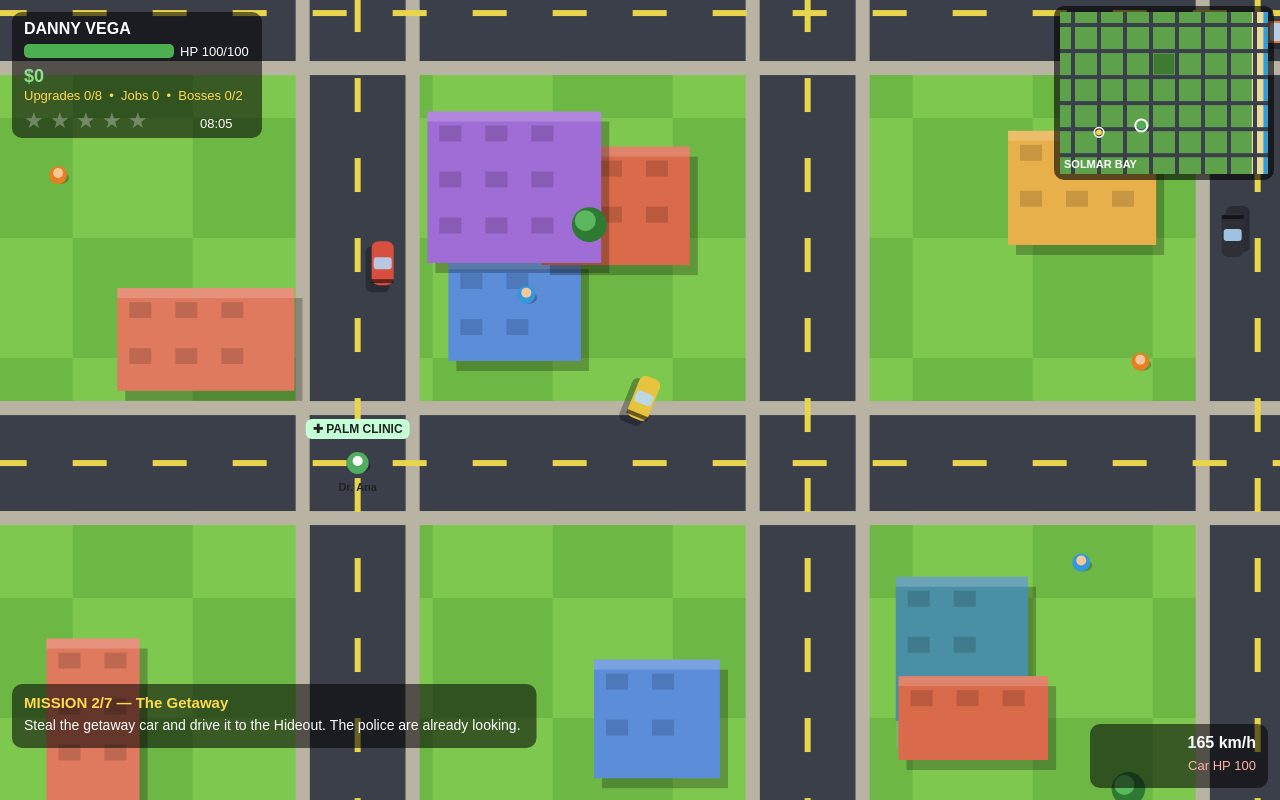 DANNY VEGA
HP 100/100
$0
Upgrades 0/8 • Jobs 0 • Bosses 0/2
08:05
SOLMAR BAY
✚ PALM CLINIC
Dr. Ana
MISSION 2/7 — The Getaway
Steal the getaway car and drive it to the Hideout. The police are already looking.
165 km/h
Car HP 100